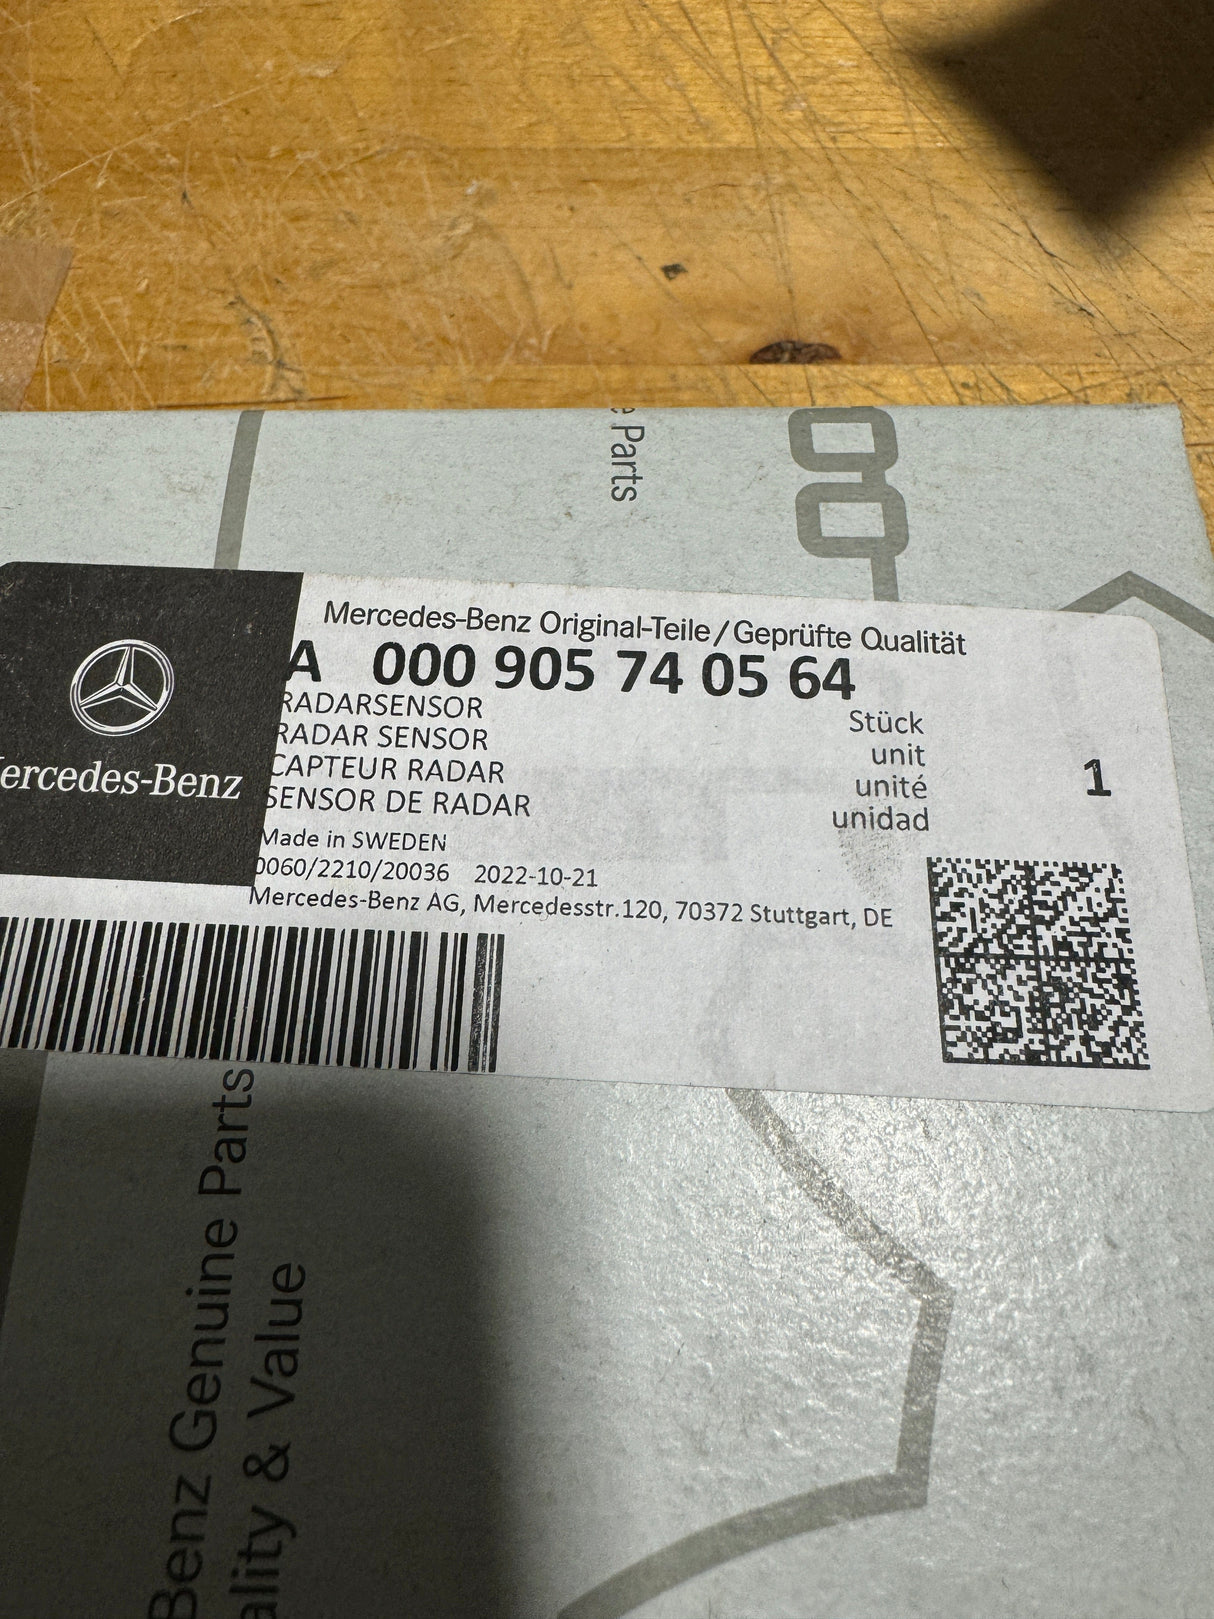 e Parts
Mercedes-Benz Original-Teile/Geprüfte Qualität
A 000 905 74 05 64
RADARSENSOR
RADAR SENSOR
CAPTEUR RADAR
SENSOR DE RADAR
Stück
unit
unité
unidad
1
Made in SWEDEN
0060/2210/20036 2022-10-21
Mercedes-Benz AG, Mercedesstr.120, 70372 Stuttgart, DE
ercedes-Benz
Benz Genuine Parts
ality & Value